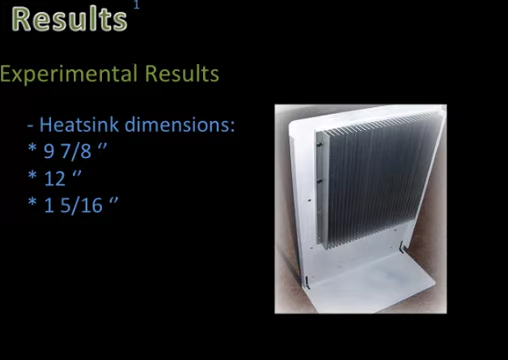 Results
1
Experimental Results
- Heatsink dimensions:
* 9 7/8 ‘’
* 12 ‘’
* 1 5/16 ‘’